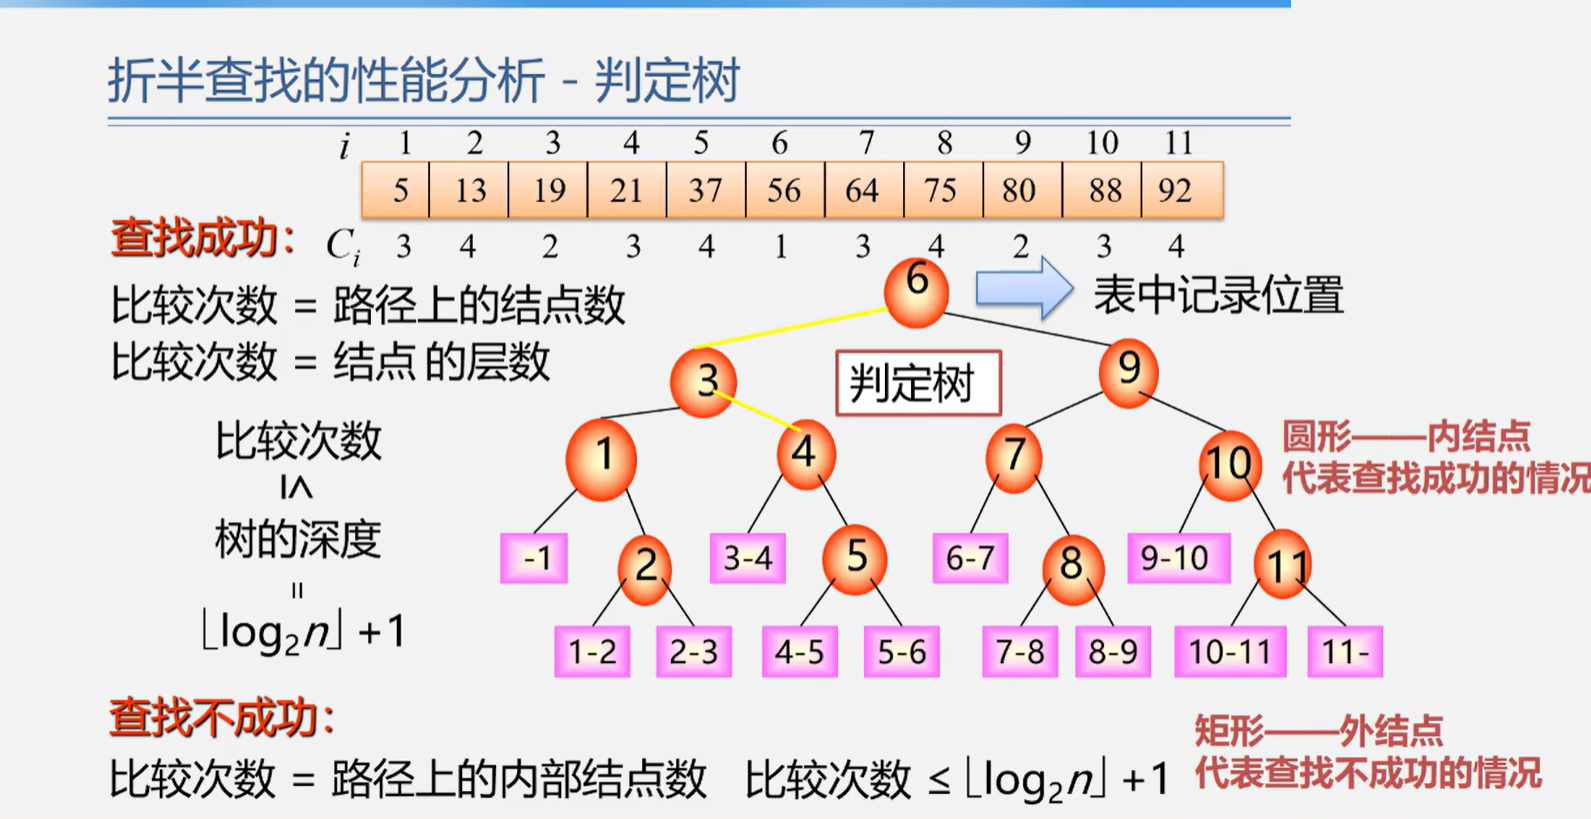 折半查找的性能分析 - 判定树
i 1 2 3 4 5 6 7 8 9 10 11
5 13 19 21 37 56 64 75 80 88 92
查找成功： Ci 3 4 2 3 4 1 3 4 2 3 4
比较次数 = 路径上的结点数
比较次数 = 结点 的层数
6
表中记录位置
3
判定树
9
比较次数
≤
树的深度
=
⌊log₂n⌋ +1
1
4
7
10
圆形——内结点
代表查找成功的情况
-1
2
3-4
5
6-7
8
9-10
11
1-2
2-3
4-5
5-6
7-8
8-9
10-11
11-
查找不成功：
比较次数 = 路径上的内部结点数 比较次数 ≤ ⌊log₂n⌋ +1
矩形——外结点
代表查找不成功的情况